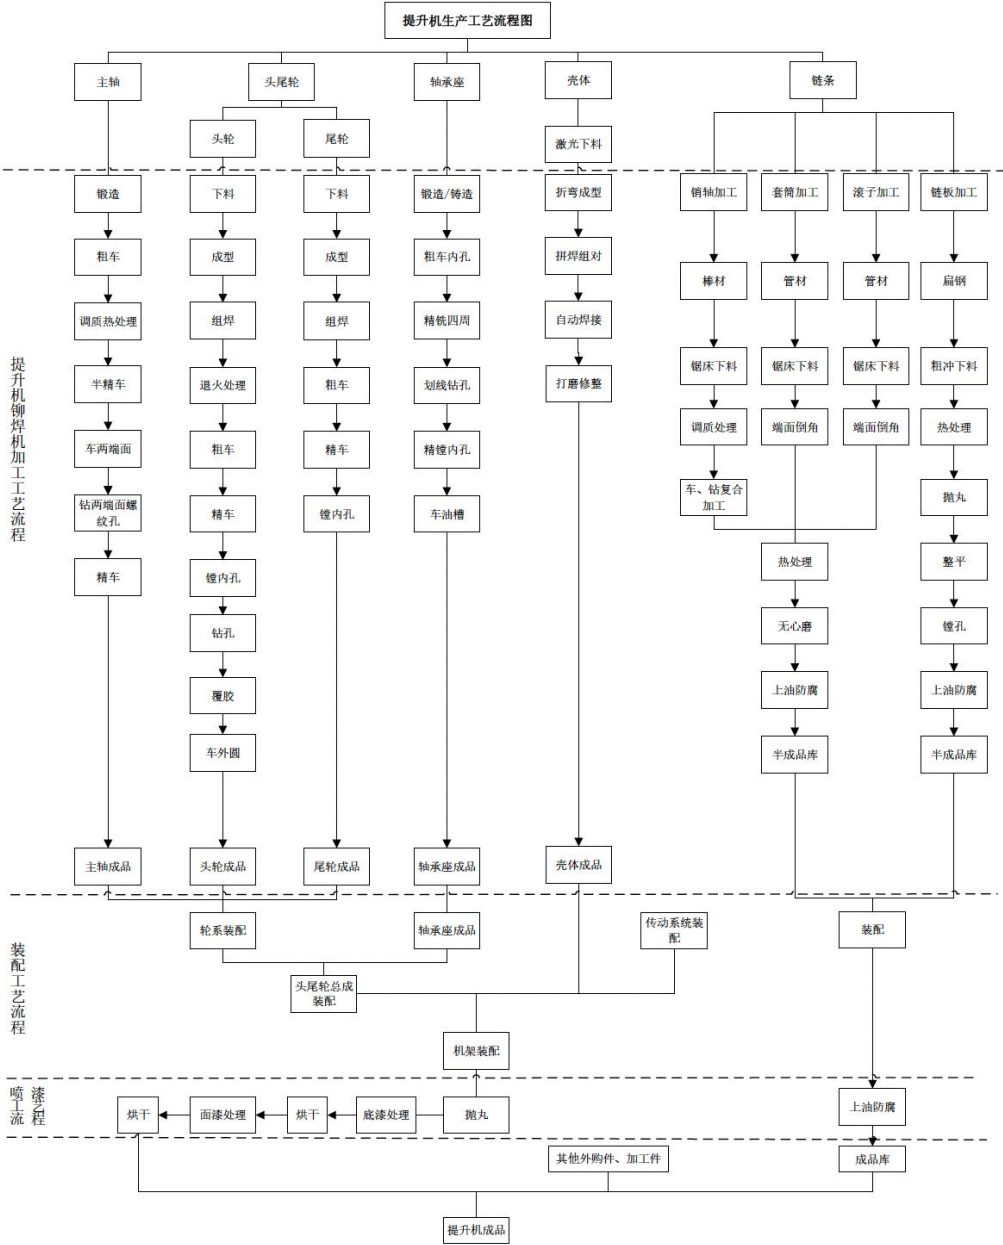 提升机生产工艺流程图
主轴
头尾轮
轴承座
壳体
链条
头轮
尾轮
激光下料
提升机铆焊机加工工艺流程
锻造
下料
下料
锻造/铸造
折弯成型
销轴加工
套筒加工
滚子加工
链板加工
粗车
成型
成型
粗车内孔
拼焊组对
棒材
管材
管材
扁钢
调质热处理
组焊
组焊
精铣四周
自动焊接
锯床下料
锯床下料
锯床下料
粗冲下料
半精车
退火处理
粗车
划线钻孔
打磨修整
调质处理
端面倒角
端面倒角
热处理
车两端面
粗车
精车
精镗内孔
车、钻复合
加工
抛丸
钻两端面螺
纹孔
精车
镗内孔
车油槽
热处理
整平
精车
镗内孔
无心磨
镗孔
钻孔
上油防腐
上油防腐
覆胶
半成品库
半成品库
车外圆
主轴成品
头轮成品
尾轮成品
轴承座成品
壳体成品
装配工艺流程
轮系装配
轴承座成品
传动系统装
配
装配
头尾轮总成
装配
机架装配
喷漆
工艺
流程
烘干
面漆处理
烘干
底漆处理
抛丸
上油防腐
其他外购件、加工件
成品库
提升机成品